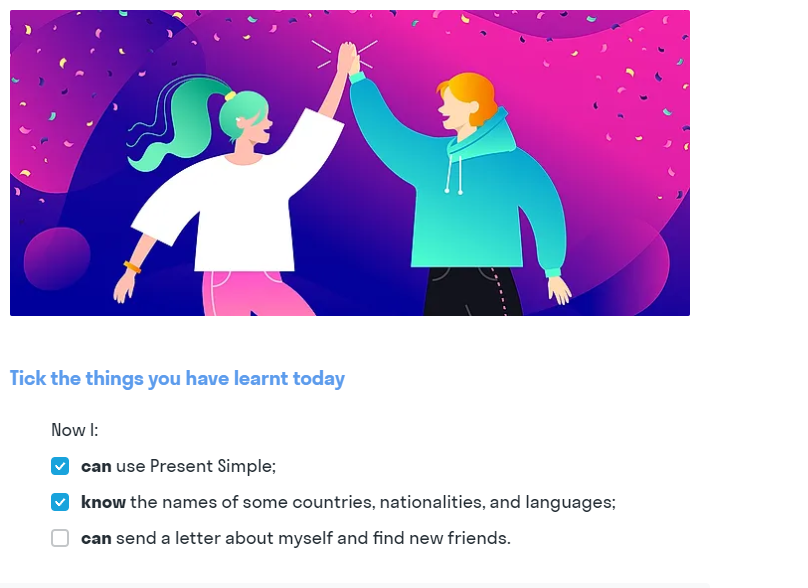 Tick the things you have learnt today
Now I:
can use Present Simple;
know the names of some countries, nationalities, and languages;
can send a letter about myself and find new friends.